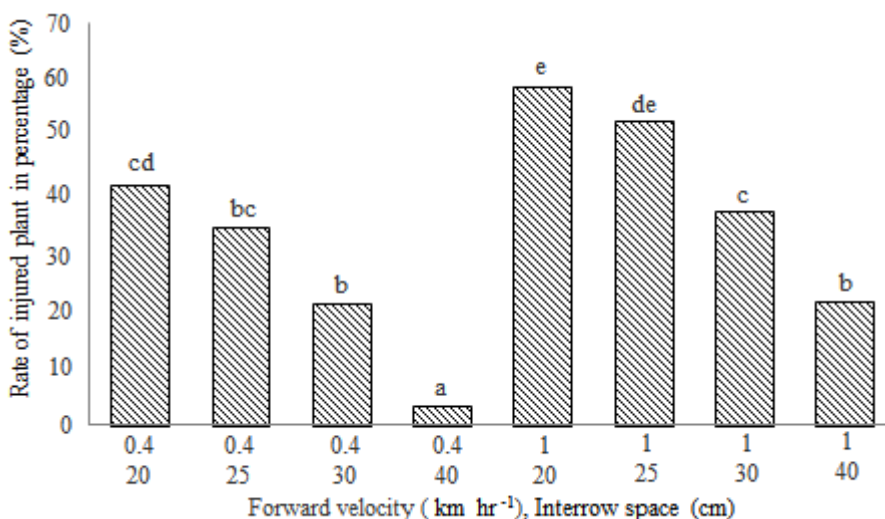 Rate of injured plant in percentage (%)
70
60
50
40
30
20
10
0
cd
bc
b
a
e
de
c
b
0.4 0.4 0.4 0.4 1 1 1 1
20 25 30 40 20 25 30 40
Forward velocity ( km hr⁻¹), Interrow space (cm)